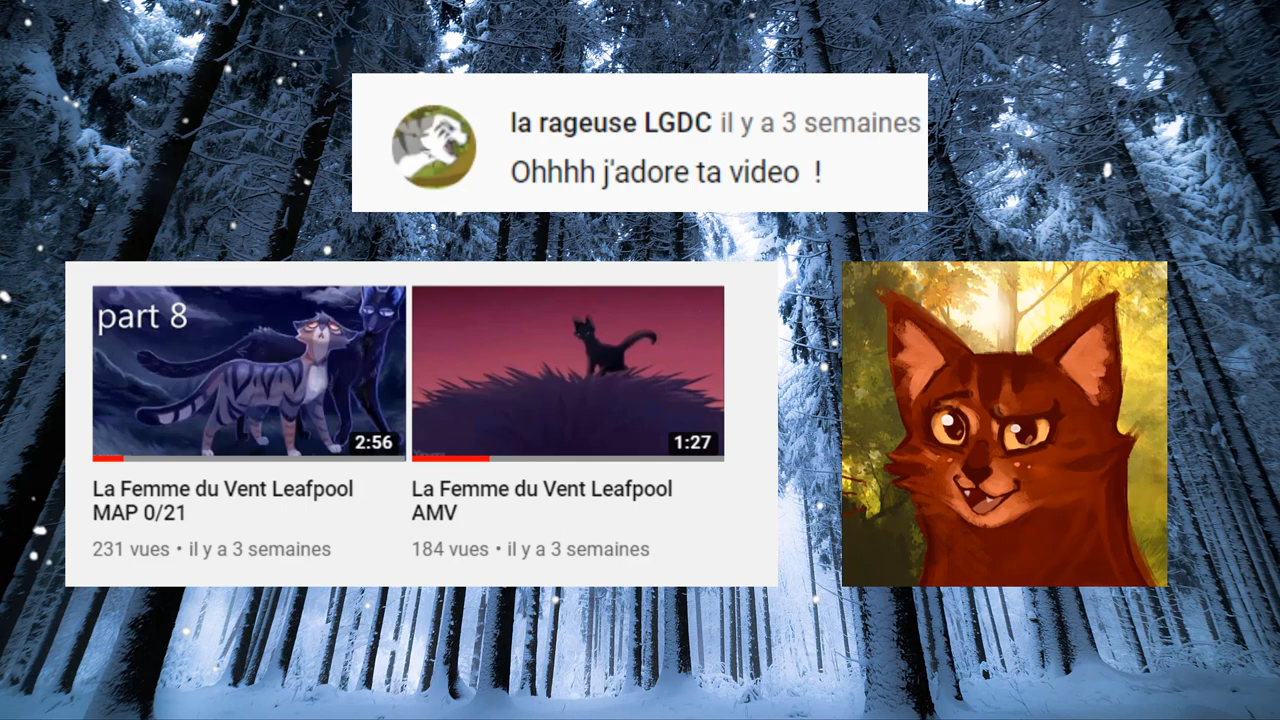 la rageuse LGDC il y a 3 semaines
Ohhhh j'adore ta video !
part 8
2:56
1:27
La Femme du Vent Leafpool
MAP 0/21
231 vues • il y a 3 semaines
La Femme du Vent Leafpool
AMV
184 vues • il y a 3 semaines